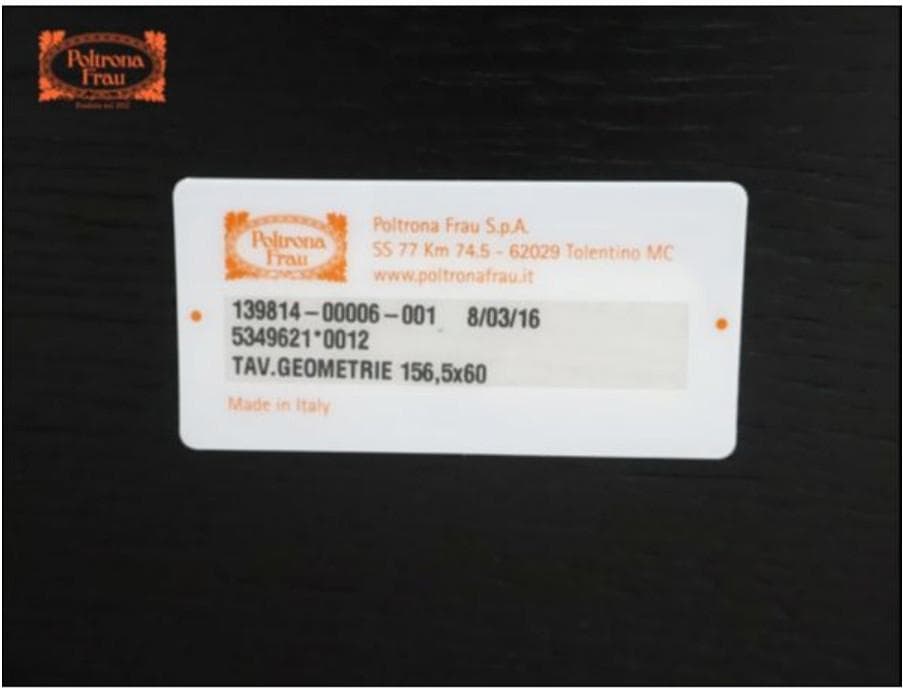 Poltrona
Frau
Poltrona
Frau
Poltrona Frau S.p.A.
SS 77 Km 74.5 - 62029 Tolentino MC
www.poltronafrau.it
139814-00006-001 8/03/16
5349621*0012
TAV.GEOMETRIE 156,5x60
Made in Italy